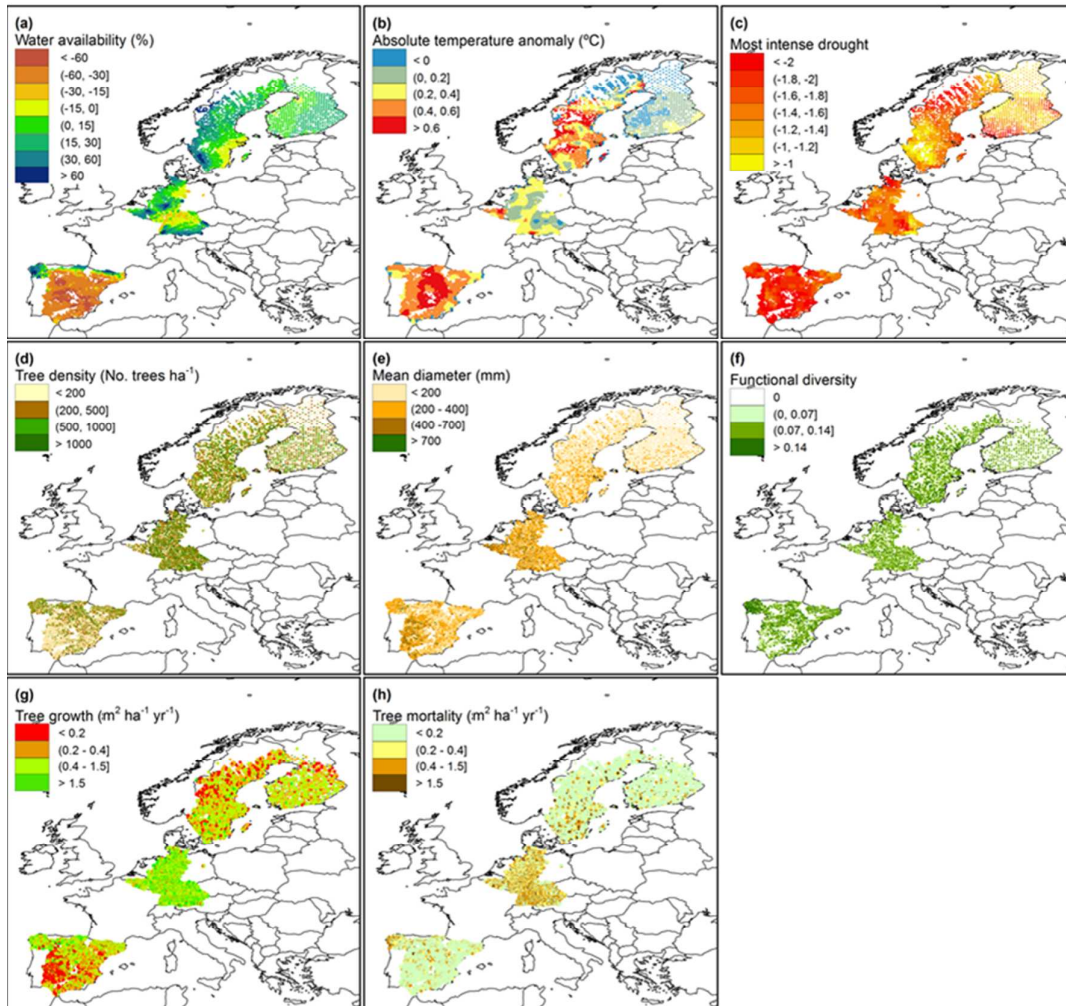 (a)
Water availability (%)
< -60
(-60, -30]
(-30, -15]
(-15, 0]
(0, 15]
(15, 30]
(30, 60]
> 60
(b)
Absolute temperature anomaly (ºC)
< 0
(0, 0.2]
(0.2, 0.4]
(0.4, 0.6]
> 0.6
(c)
Most intense drought
< -2
(-1.8, -2]
(-1.6, -1.8]
(-1.4, -1.6]
(-1.2, -1.4]
(-1, -1.2]
> -1
(d)
Tree density (No. trees ha⁻¹)
< 200
(200, 500]
(500, 1000]
> 1000
(e)
Mean diameter (mm)
< 200
(200 - 400]
(400 -700]
> 700
(f)
Functional diversity
0
(0, 0.07]
(0.07, 0.14]
> 0.14
(g)
Tree growth (m² ha⁻¹ yr⁻¹)
< 0.2
(0.2 - 0.4]
(0.4 - 1.5]
> 1.5
(h)
Tree mortality (m² ha⁻¹ yr⁻¹)
< 0.2
(0.2 - 0.4]
(0.4 - 1.5]
> 1.5